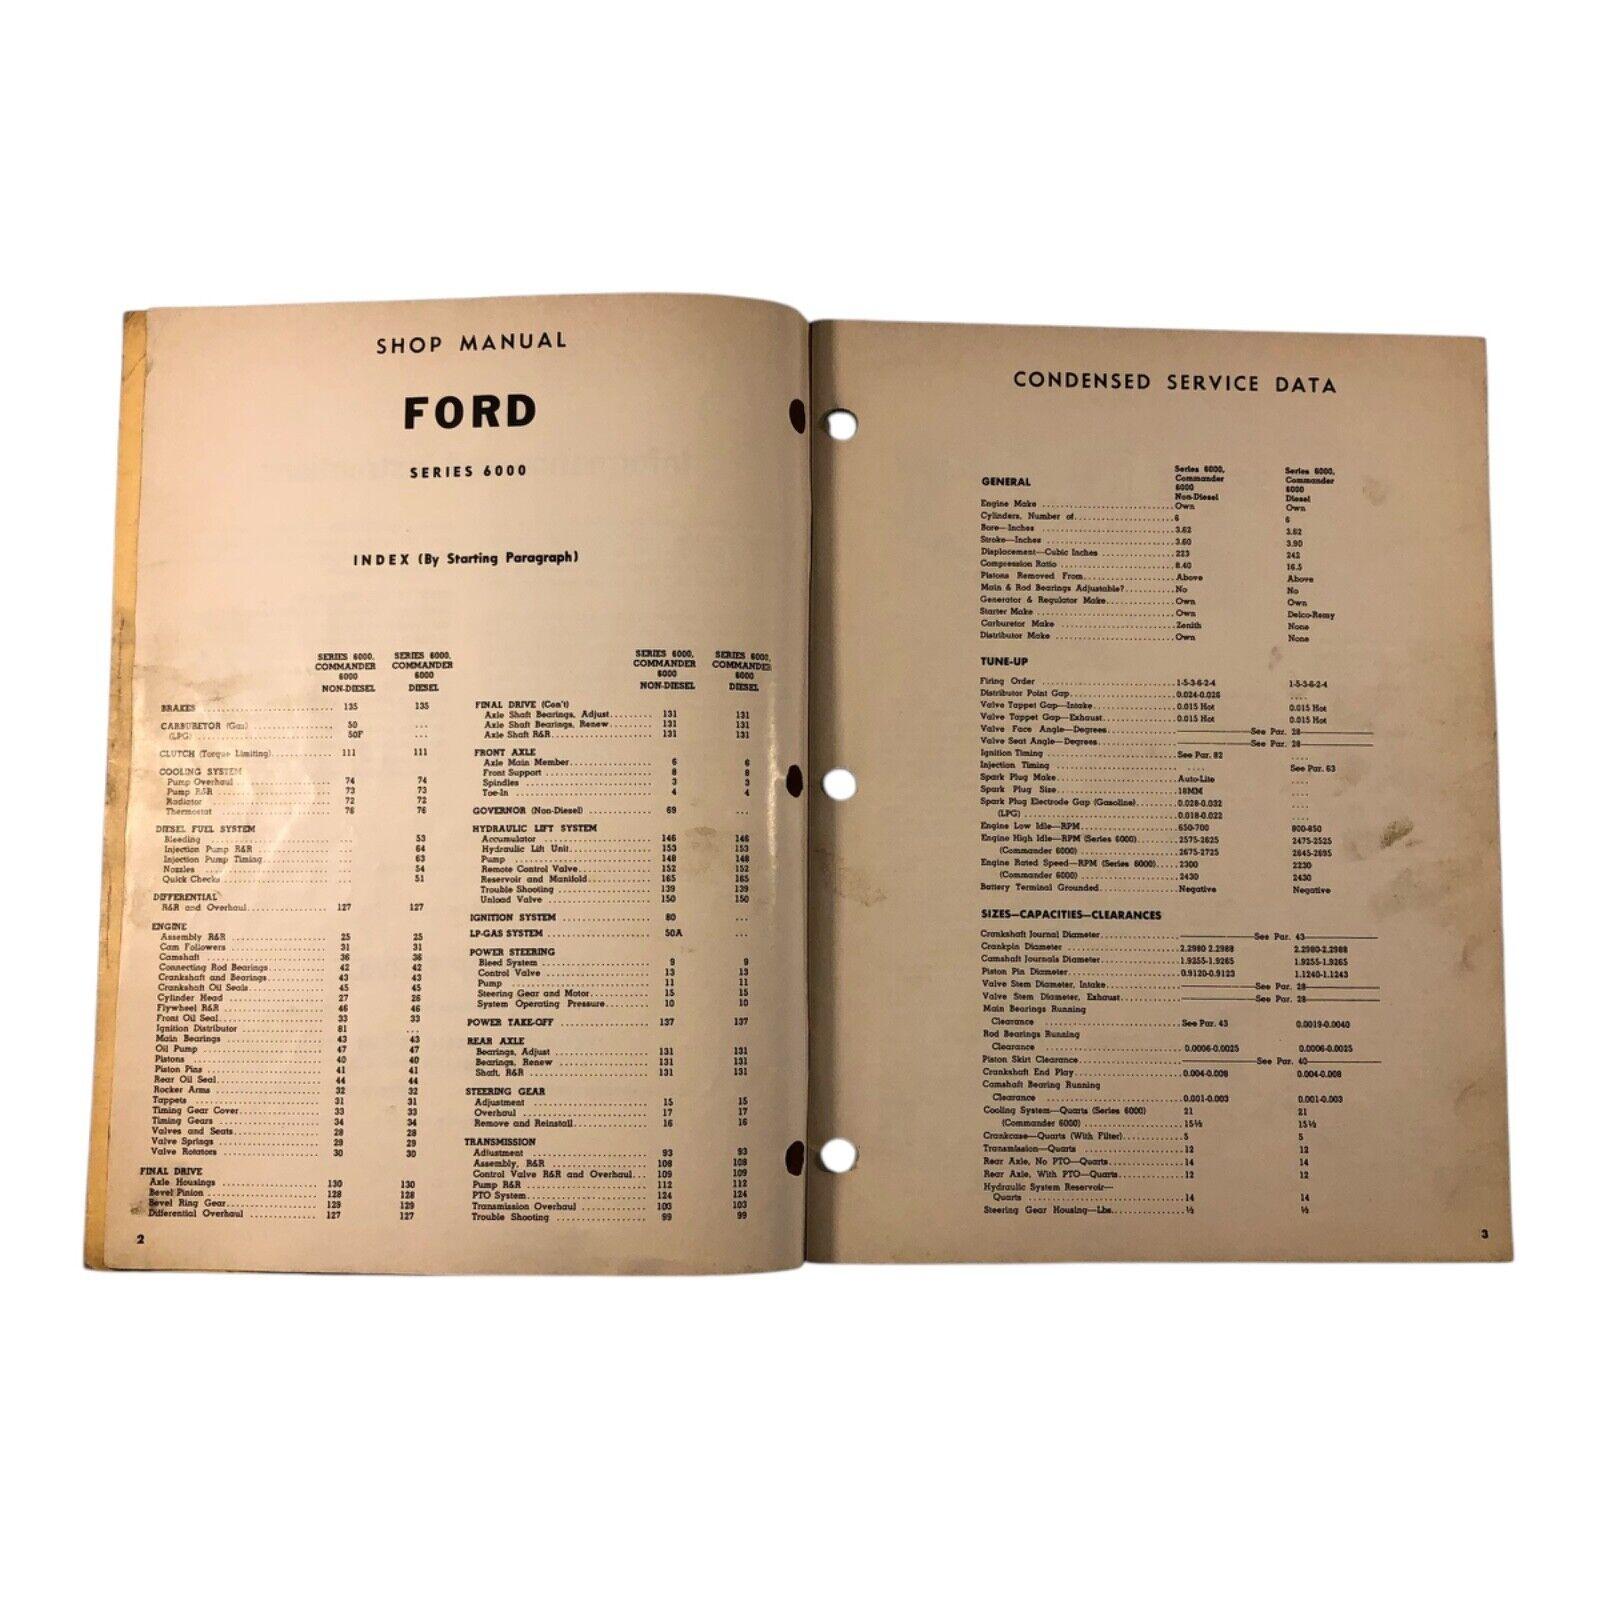 SHOP MANUAL
FORD
SERIES 6000
INDEX (By Starting Paragraph)
SERIES 6000, SERIES 6000,
COMMANDER COMMANDER
6000 6000
NON-DIESEL DIESEL
BRAKES 135 135
CARBURETOR (Gas) 50 ...
(LPG) 50F ...
CLUTCH (Torque Limiting) 111 111
COOLING SYSTEM
Pump Overhaul 74 74
Pump R&R 73 73
Radiator 72 72
Thermostat 76 76
DIESEL FUEL SYSTEM
Bleeding ... 53
Injection Pump R&R ... 64
Injection Pump Timing ... 63
Nozzles ... 54
Quick Checks ... 51
DIFFERENTIAL
R&R and Overhaul 127 127
ENGINE
Assembly R&R 25 25
Cam Followers 31 31
Camshaft 36 36
Connecting Rod Bearings 42 42
Crankshaft and Bearings 43 43
Crankshaft Oil Seals 45 45
Cylinder Head 27 26
Flywheel R&R 46 46
Front Oil Seal 33 33
Ignition Distributor 81 ...
Main Bearings 43 43
Oil Pump 47 47
Pistons 40 40
Piston Pins 41 41
Rear Oil Seal 44 44
Rocker Arms 32 32
Tappets 31 31
Timing Gear Cover 33 33
Timing Gears 34 34
Valves and Seats 28 28
Valve Springs 29 29
Valve Rotators 30 30
FINAL DRIVE
Axle Housings 130 130
Bevel Pinion 128 128
Bevel Ring Gear 129 129
Differential Overhaul 127 127
2
SERIES 6000, SERIES 6000,
COMMANDER COMMANDER
6000 6000
NON-DIESEL DIESEL
FINAL DRIVE (Con't)
Axle Shaft Bearings, Adjust 131 131
Axle Shaft Bearings, Renew 131 131
Axle Shaft R&R 131 131
FRONT AXLE
Axle Main Member 6 6
Front Support 8 8
Spindles 3 3
Toe-In 4 4
GOVERNOR (Non-Diesel) 69 ...
HYDRAULIC LIFT SYSTEM
Accumulator 146 146
Hydraulic Lift Unit 153 153
Pump 148 148
Remote Control Valve 152 152
Reservoir and Manifold 165 165
Trouble Shooting 139 139
Unload Valve 150 150
IGNITION SYSTEM 80 ...
LP-GAS SYSTEM 50A ...
POWER STEERING
Bleed System 9 9
Control Valve 13 13
Pump 11 11
Steering Gear and Motor 15 15
System Operating Pressure 10 10
POWER TAKE-OFF 137 137
REAR AXLE
Bearings, Adjust 131 131
Bearings, Renew 131 131
Shaft, R&R 131 131
STEERING GEAR
Adjustment 15 15
Overhaul 17 17
Remove and Reinstall 16 16
TRANSMISSION
Adjustment 93 93
Assembly, R&R 108 108
Control Valve R&R and Overhaul 109 109
Pump R&R 112 112
PTO System 124 124
Transmission Overhaul 103 103
Trouble Shooting 99 99
CONDENSED SERVICE DATA
Series 6000, Series 6000,
Commander Commander
6000 6000
GENERAL Non-Diesel Diesel
Engine Make Own Own
Cylinders, Number of 6 6
Bore—Inches 3.62 3.62
Stroke—Inches 3.60 3.90
Displacement—Cubic Inches 223 242
Compression Ratio 8.40 16.5
Pistons Removed From Above Above
Main & Rod Bearings Adjustable? No No
Generator & Regulator Make Own Own
Starter Make Own Delco-Remy
Carburetor Make Zenith None
Distributor Make Own None
TUNE-UP
Firing Order 1-5-3-6-2-4 1-5-3-6-2-4
Distributor Point Gap 0.024-0.026 ....
Valve Tappet Gap—Intake 0.015 Hot 0.015 Hot
Valve Tappet Gap—Exhaust 0.015 Hot 0.015 Hot
Valve Face Angle—Degrees See Par. 28
Valve Seat Angle—Degrees See Par. 28
Ignition Timing See Par. 82 ....
Injection Timing .... See Par. 63
Spark Plug Make Auto-Lite ....
Spark Plug Size 18MM ....
Spark Plug Electrode Gap (Gasoline) 0.028-0.032 ....
(LPG) 0.018-0.022 ....
Engine Low Idle—RPM 650-700 800-850
Engine High Idle—RPM (Series 6000) 2575-2625 2475-2525
(Commander 6000) 2675-2725 2645-2695
Engine Rated Speed—RPM (Series 6000) 2300 2230
(Commander 6000) 2430 2430
Battery Terminal Grounded Negative Negative
SIZES—CAPACITIES—CLEARANCES
Crankshaft Journal Diameter See Par. 43
Crankpin Diameter 2.2980 2.2988 2.2980-2.2988
Camshaft Journals Diameter 1.9255-1.9265 1.9255-1.9265
Piston Pin Diameter 0.9120-0.9123 1.1240-1.1243
Valve Stem Diameter, Intake See Par. 28
Valve Stem Diameter, Exhaust See Par. 28
Main Bearings Running
Clearance See Par. 43 0.0019-0.0040
Rod Bearings Running
Clearance 0.0006-0.0025 0.0006-0.0025
Piston Skirt Clearance See Par. 40
Crankshaft End Play 0.004-0.008 0.004-0.008
Camshaft Bearing Running
Clearance 0.001-0.003 0.001-0.003
Cooling System—Quarts (Series 6000) 21 21
(Commander 6000) 15½ 15½
Crankcase—Quarts (With Filter) 5 5
Transmission—Quarts 12 12
Rear Axle, No PTO—Quarts 14 14
Rear Axle, With PTO—Quarts 12 12
Hydraulic System Reservoir—
Quarts 14 14
Steering Gear Housing—Lbs. ½ ½
3